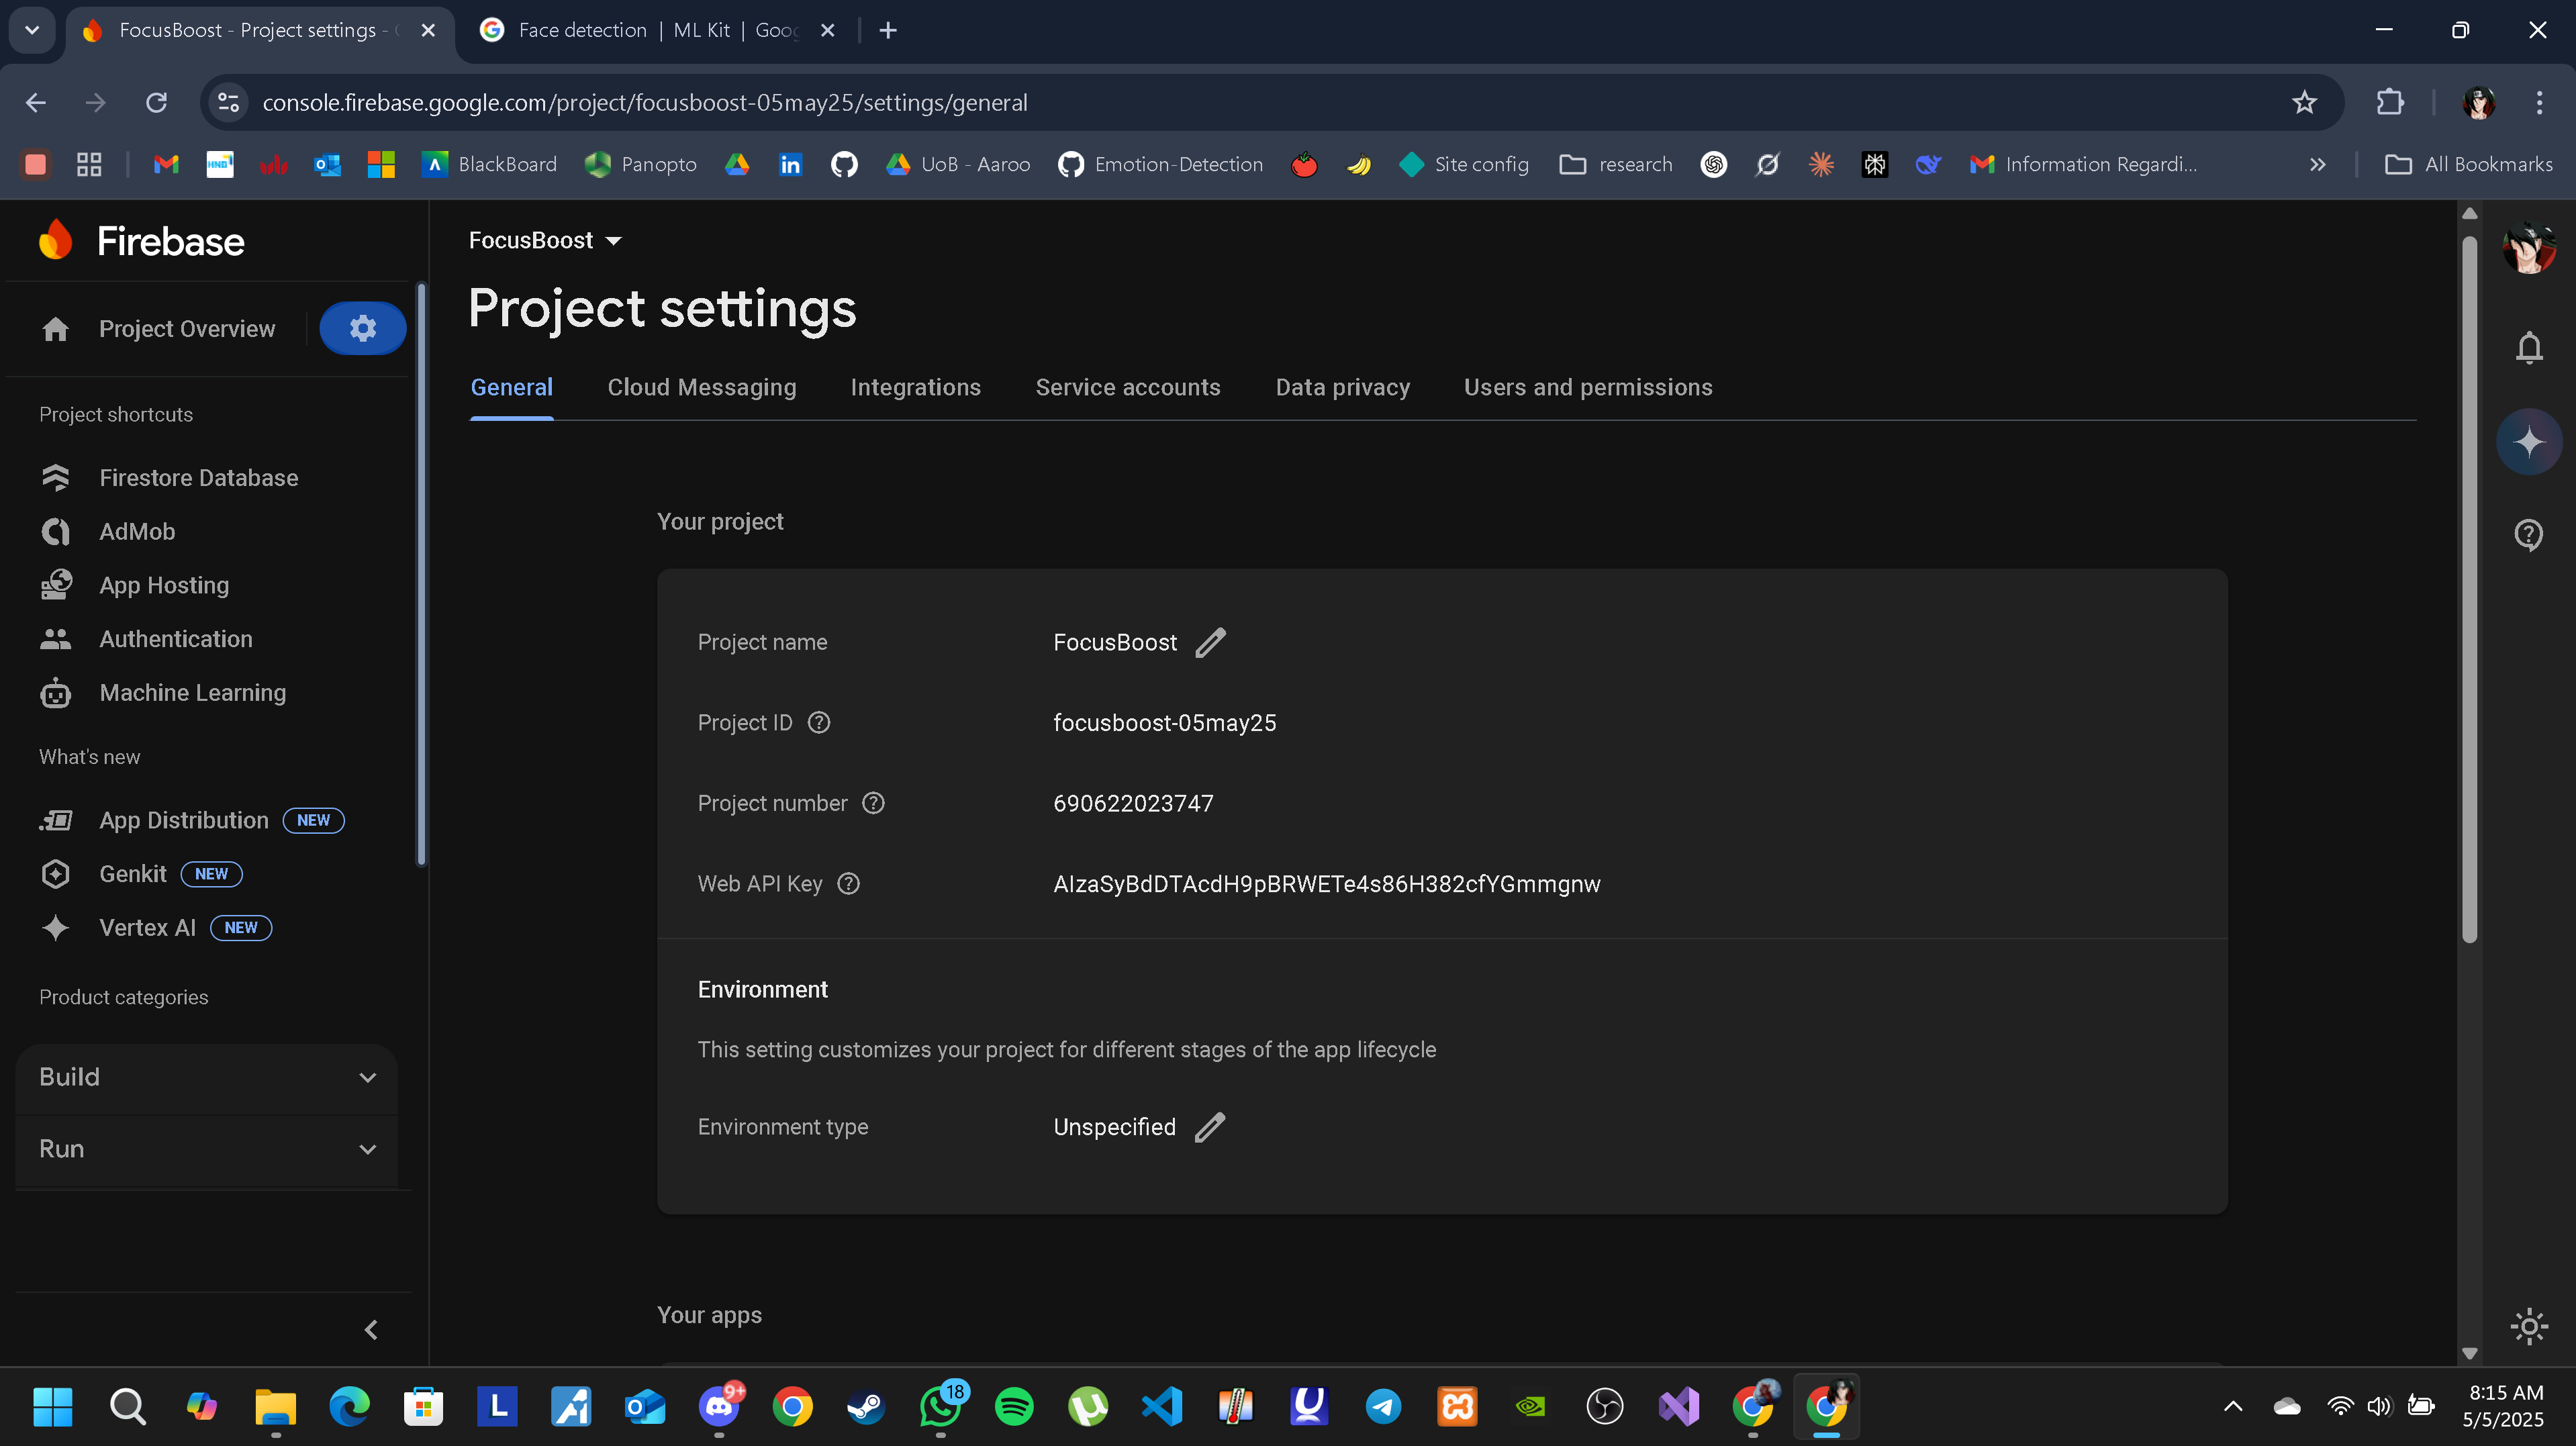 FocusBoost - Project settings -
Face detection | ML Kit | Goog
console.firebase.google.com/project/focusboost-05may25/settings/general
HND
BlackBoard
Panopto
UoB - Aaroo
Emotion-Detection
Site config
research
Information Regardi...
All Bookmarks
Firebase
Project Overview
Project shortcuts
Firestore Database
AdMob
App Hosting
Authentication
Machine Learning
What's new
App Distribution NEW
Genkit NEW
Vertex AI NEW
Product categories
Build
Run
FocusBoost
Project settings
General Cloud Messaging Integrations Service accounts Data privacy Users and permissions
Your project
Project name FocusBoost
Project ID focusboost-05may25
Project number 690622023747
Web API Key AIzaSyBdDTAcdH9pBRWETe4s86H382cfYGmmgnw
Environment
This setting customizes your project for different stages of the app lifecycle
Environment type Unspecified
Your apps
L
9+
18
8:15 AM
5/5/2025